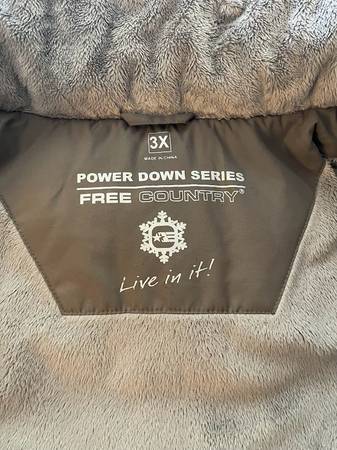 3X
MADE IN CHINA
POWER DOWN SERIES
FREE COUNTRY®
Live in it!